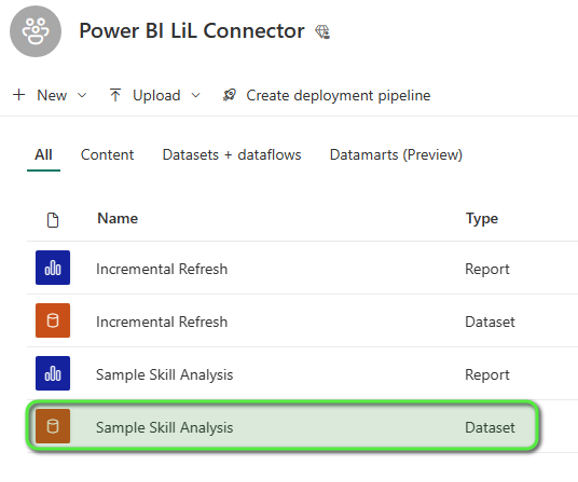 Power BI LiL Connector
New Upload Create deployment pipeline
All Content Datasets + dataflows Datamarts (Preview)
Name Type
Incremental Refresh Report
Incremental Refresh Dataset
Sample Skill Analysis Report
Sample Skill Analysis Dataset